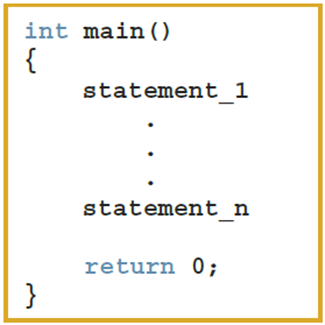 int main()
{
statement_1
.
.
.
statement_n
return 0;
}